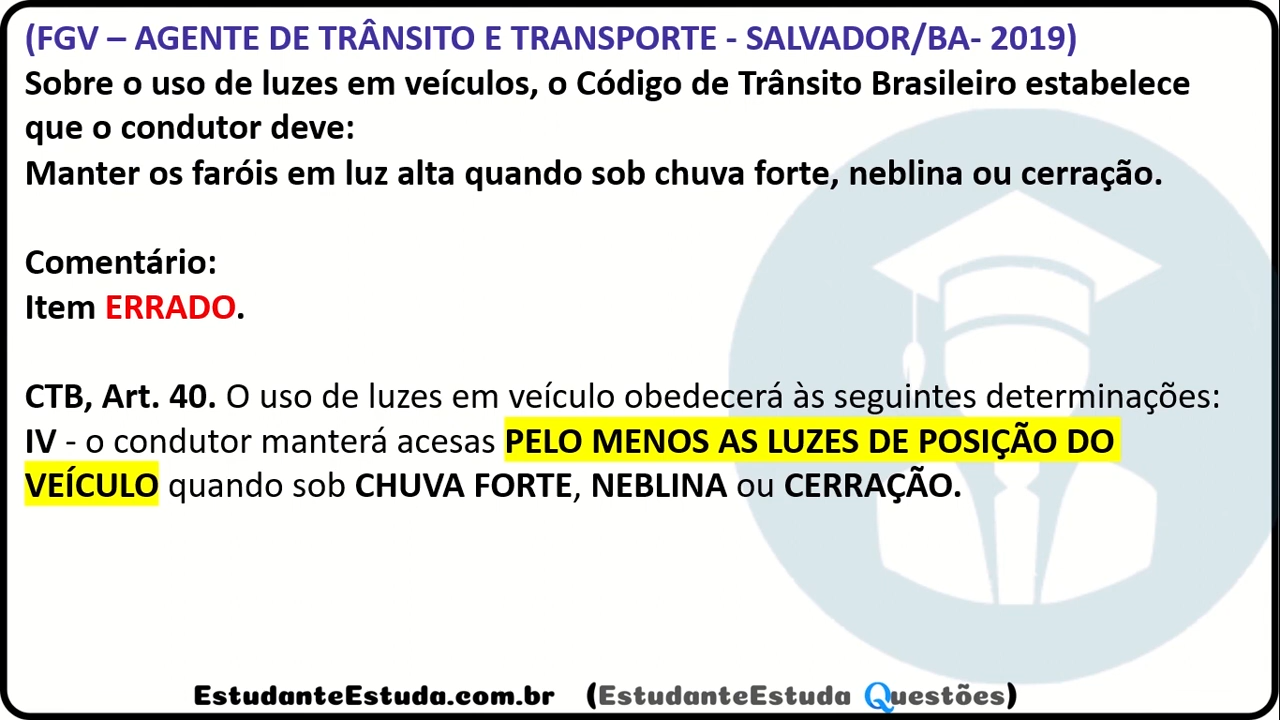 (FGV – AGENTE DE TRÂNSITO E TRANSPORTE - SALVADOR/BA- 2019)
Sobre o uso de luzes em veículos, o Código de Trânsito Brasileiro estabelece
que o condutor deve:
Manter os faróis em luz alta quando sob chuva forte, neblina ou cerração.
Comentário:
Item ERRADO.
CTB, Art. 40. O uso de luzes em veículo obedecerá às seguintes determinações:
IV - o condutor manterá acesas PELO MENOS AS LUZES DE POSIÇÃO DO
VEÍCULO quando sob CHUVA FORTE, NEBLINA ou CERRAÇÃO.
EstudanteEstuda.com.br (EstudanteEstuda Questões)